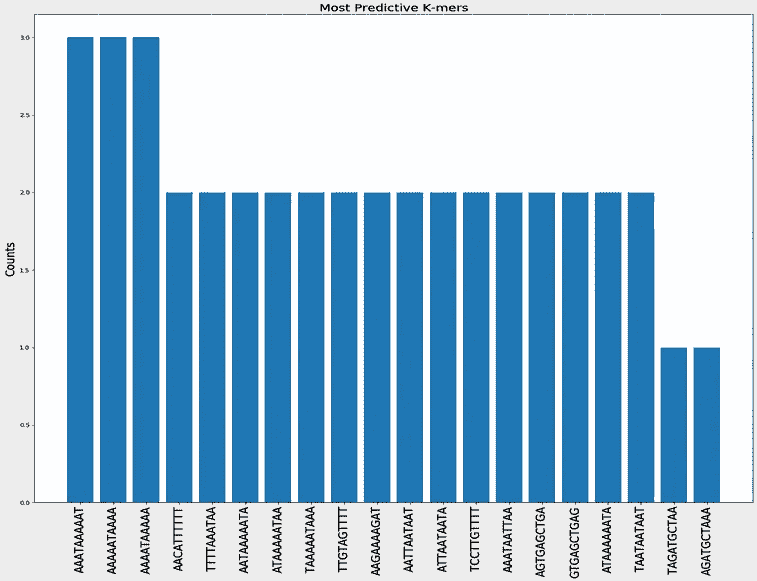 Most Predictive K-mers
3.0
2.5
2.0
1.5
1.0
0.5
0.0
Counts
AAATAAAAAT
AAAAATAAAA
AAAATAAAAA
AACATTTTTT
TTTTAAATAA
AATAAAAATA
ATAAAAATAA
TAAAAATAAA
TTGTAGTTTT
AAGAAAAGAT
AATTAATAAT
ATTAATAATA
TCCTTGTTTT
AAATAATTAA
AGTGAGCTGA
GTGAGCTGAG
ATAAAAAATA
TAATAATAAT
TAGATGCTAA
AGATGCTAAA